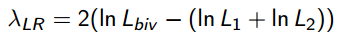 λ_LR = 2(ln L_biv − (ln L_1 + ln L_2))